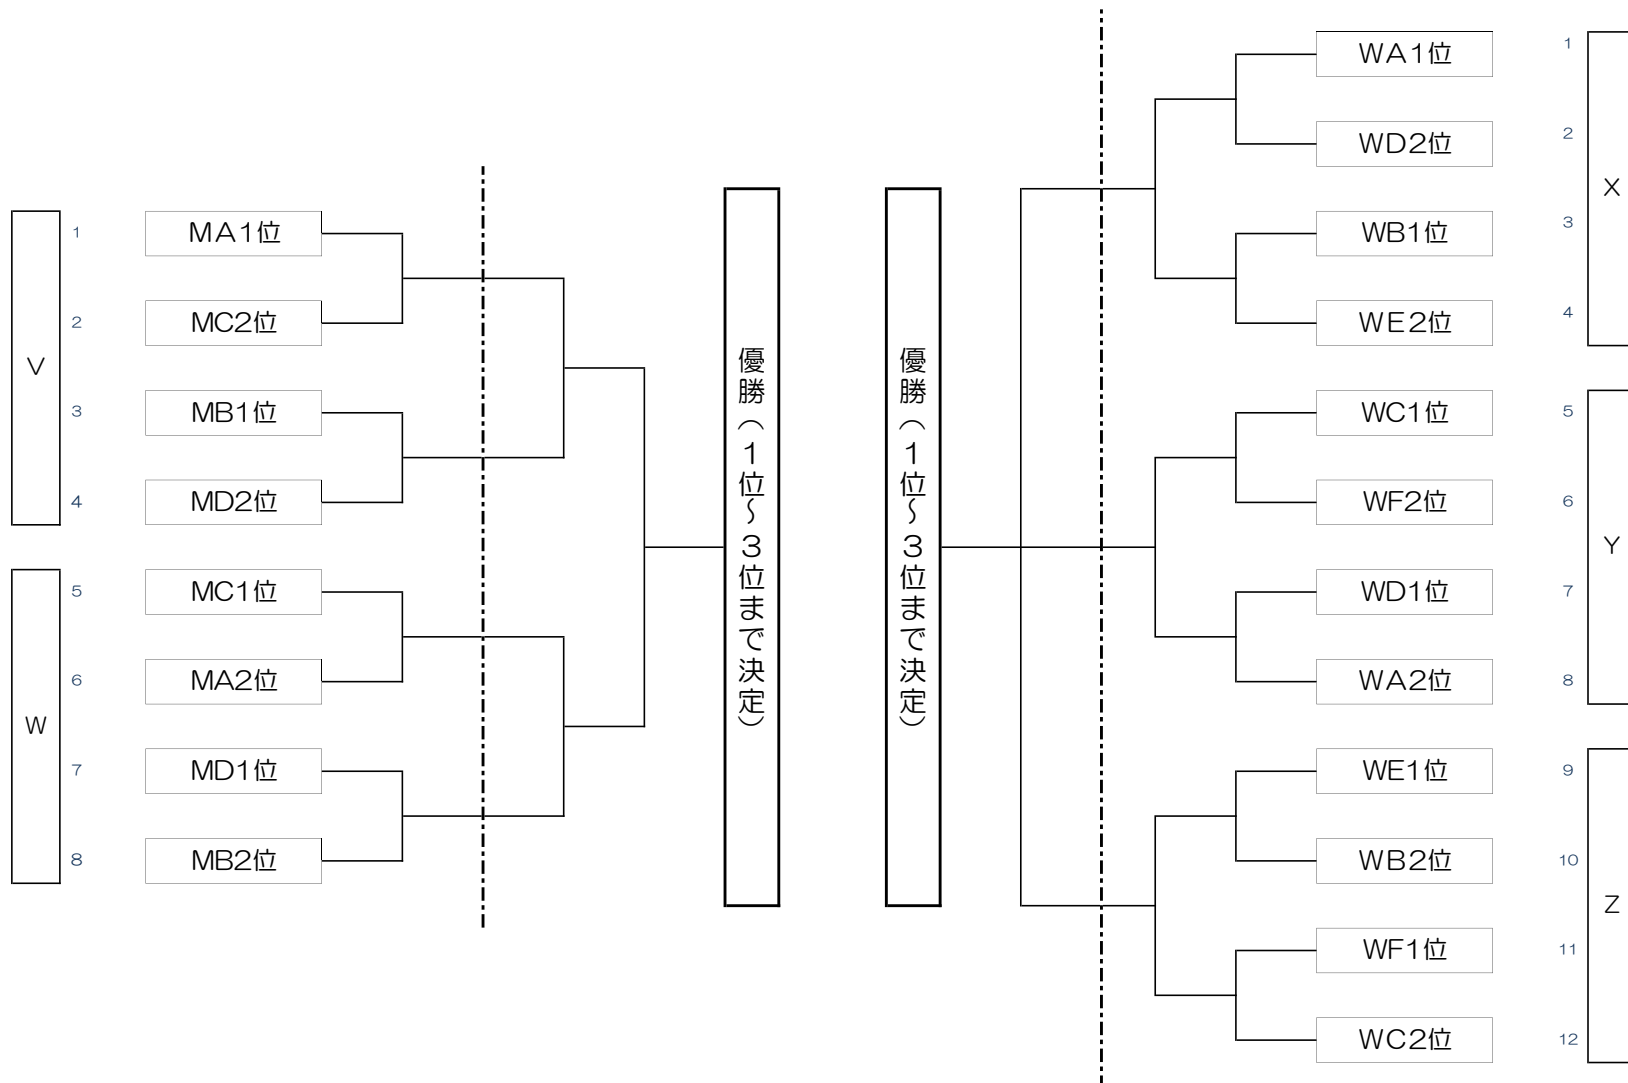 V
1
MA1位
2
MC2位
3
MB1位
4
MD2位
W
5
MC1位
6
MA2位
7
MD1位
8
MB2位
優勝（1位～3位まで決定）
優勝（1位～3位まで決定）
WA1位
1
WD2位
2
WB1位
3
WE2位
4
X
WC1位
5
WF2位
6
WD1位
7
WA2位
8
Y
WE1位
9
WB2位
10
WF1位
11
WC2位
12
Z